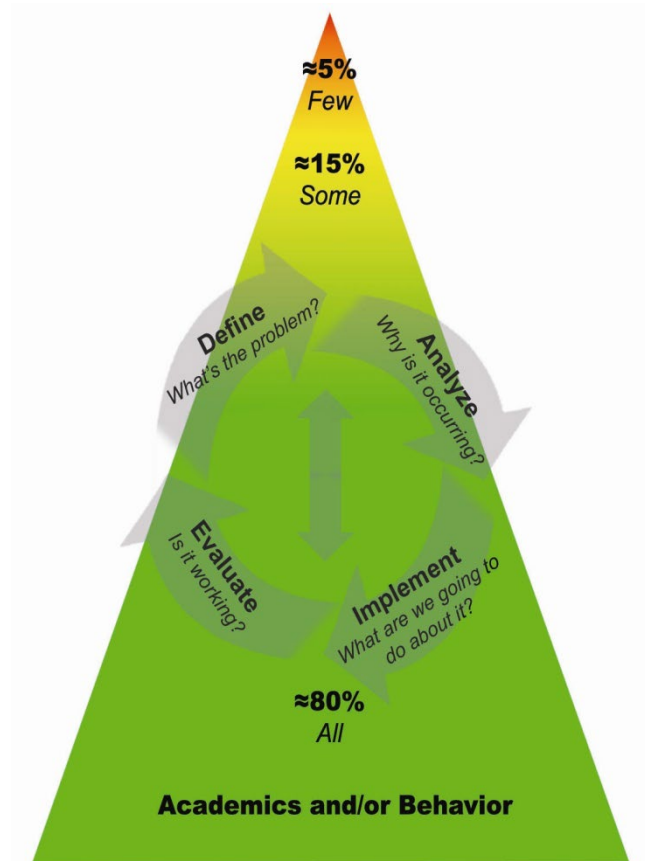 ≈5%
Few
≈15%
Some
Define
What's the problem?
Analyze
Why is it occurring?
Implement
What are we going to
do about it?
Evaluate
Is it working?
≈80%
All
Academics and/or Behavior